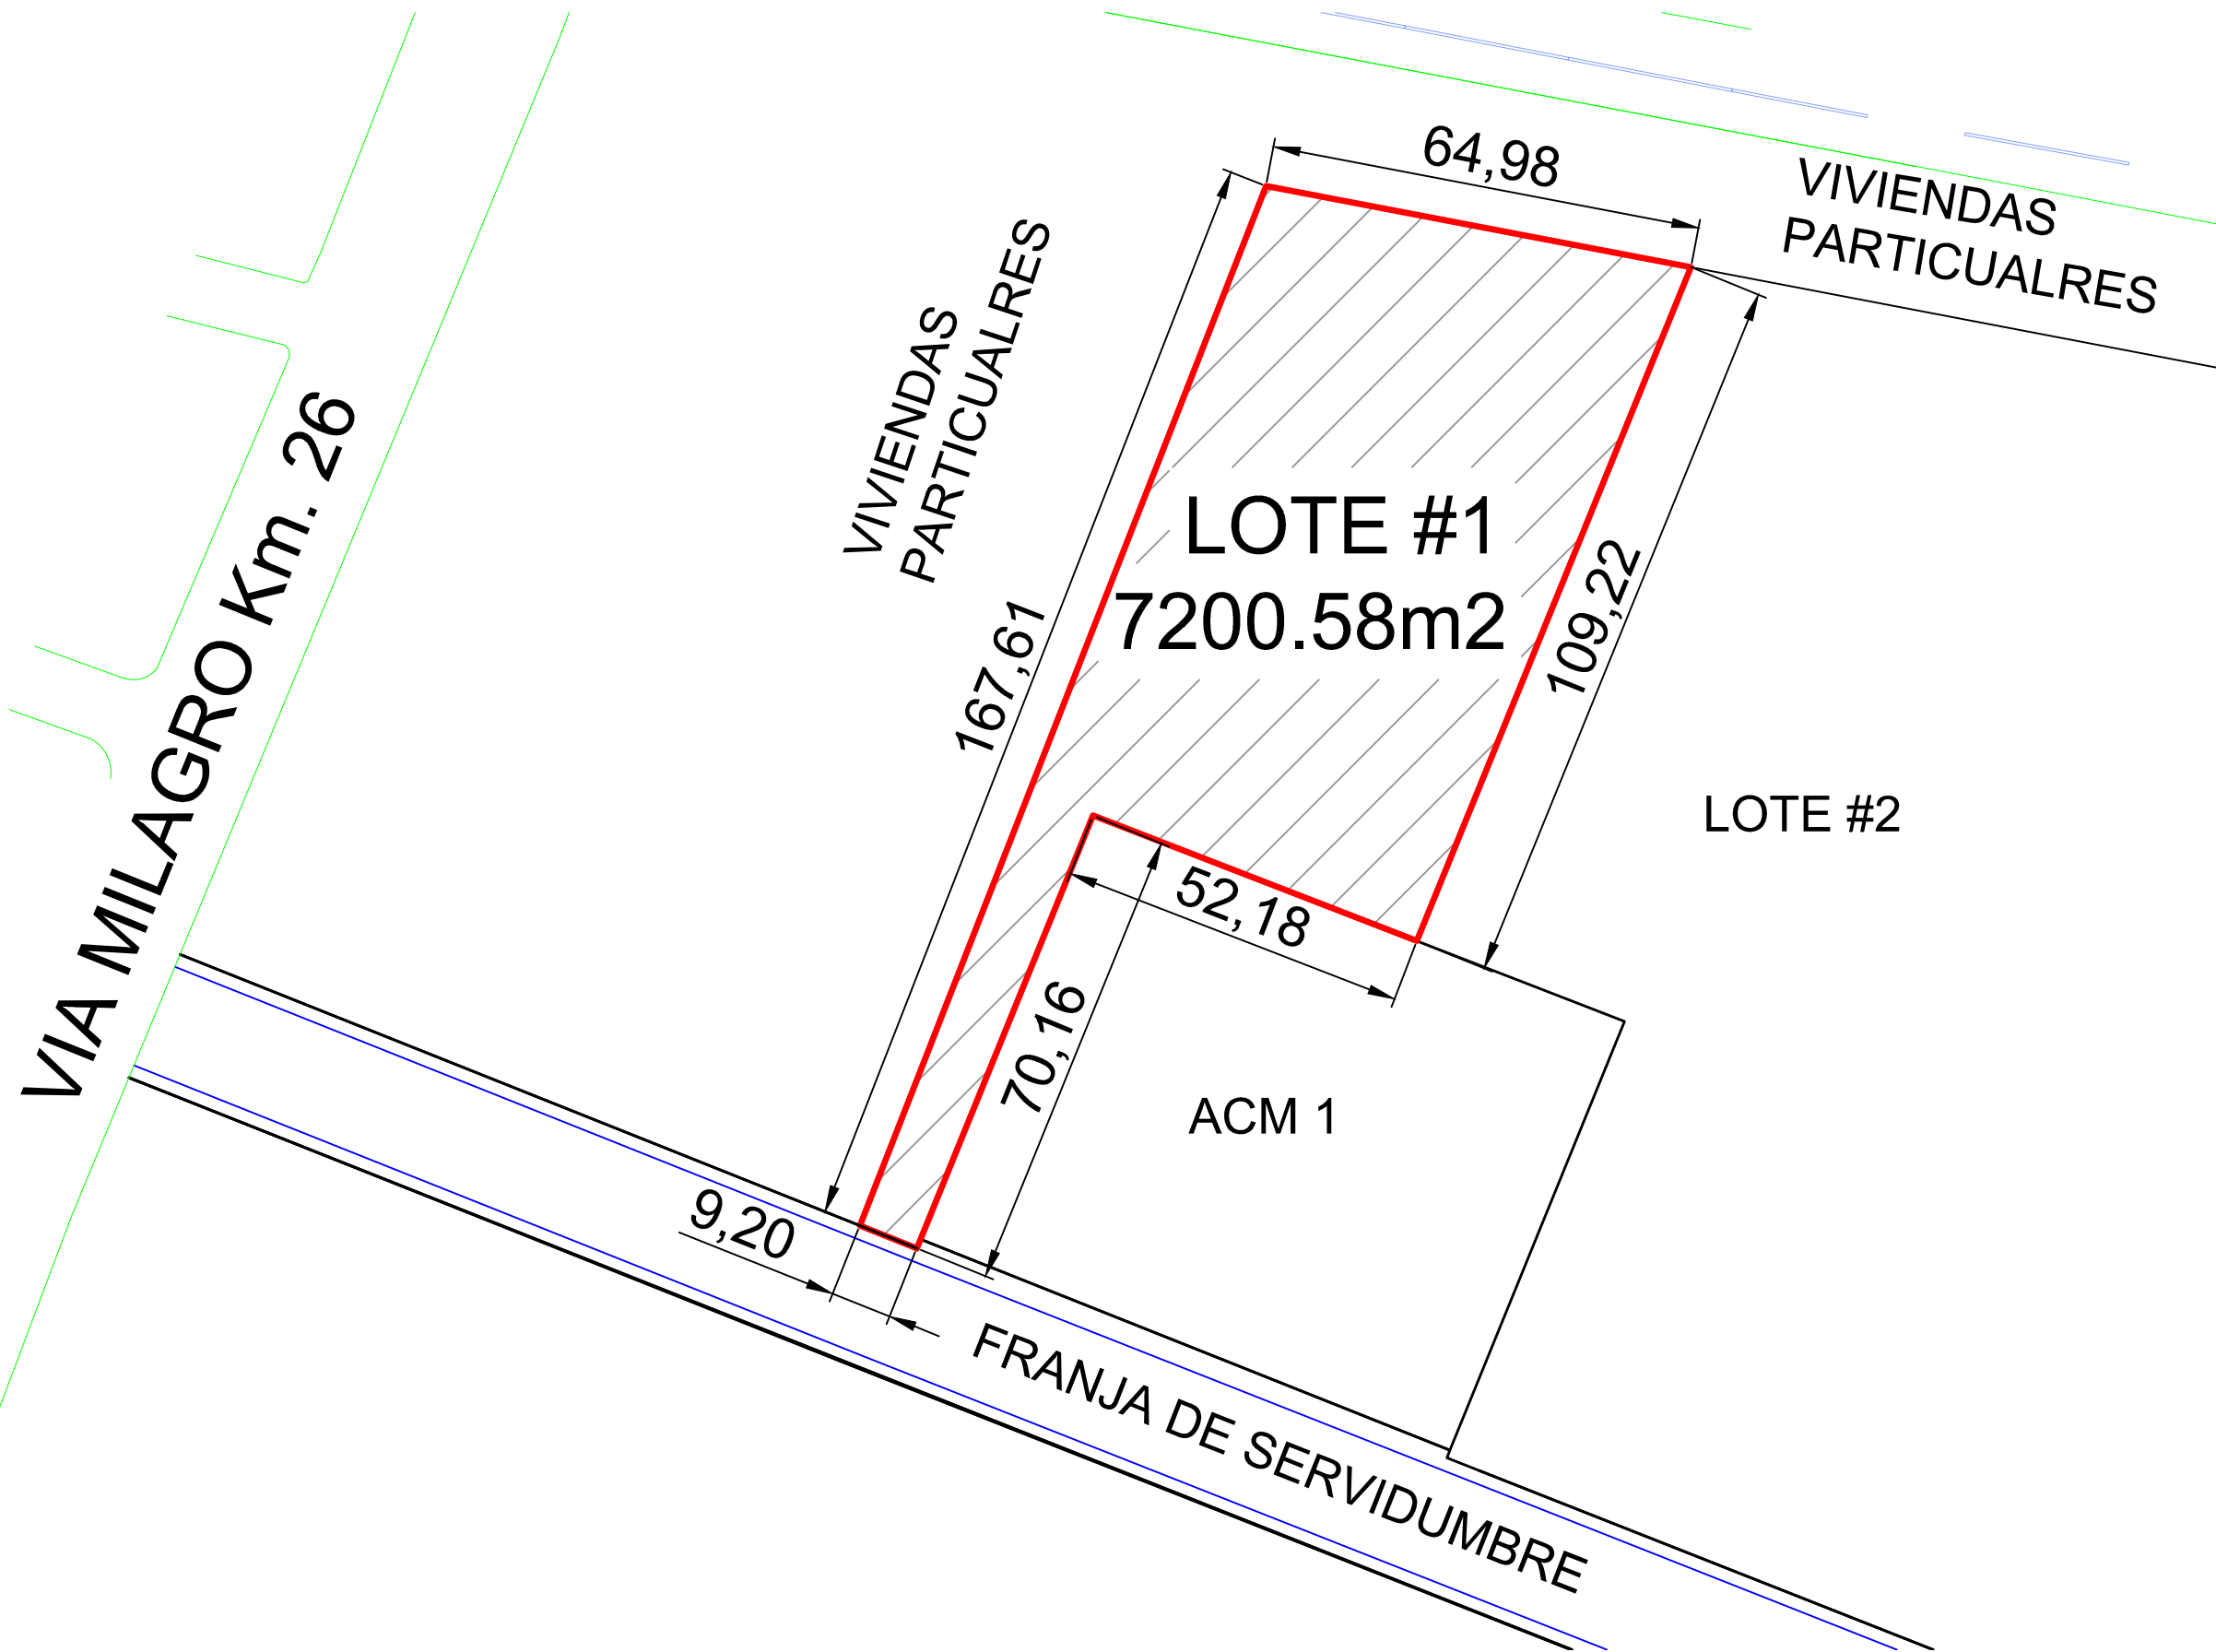 64,98
VIVIENDAS
PARTICUALRES
VIVIENDAS
PARTICUALRES
VIA MILAGRO Km. 26
LOTE #1
7200.58m2
167,61
109,22
LOTE #2
52,18
70,16
ACM 1
9,20
FRANJA DE SERVIDUMBRE